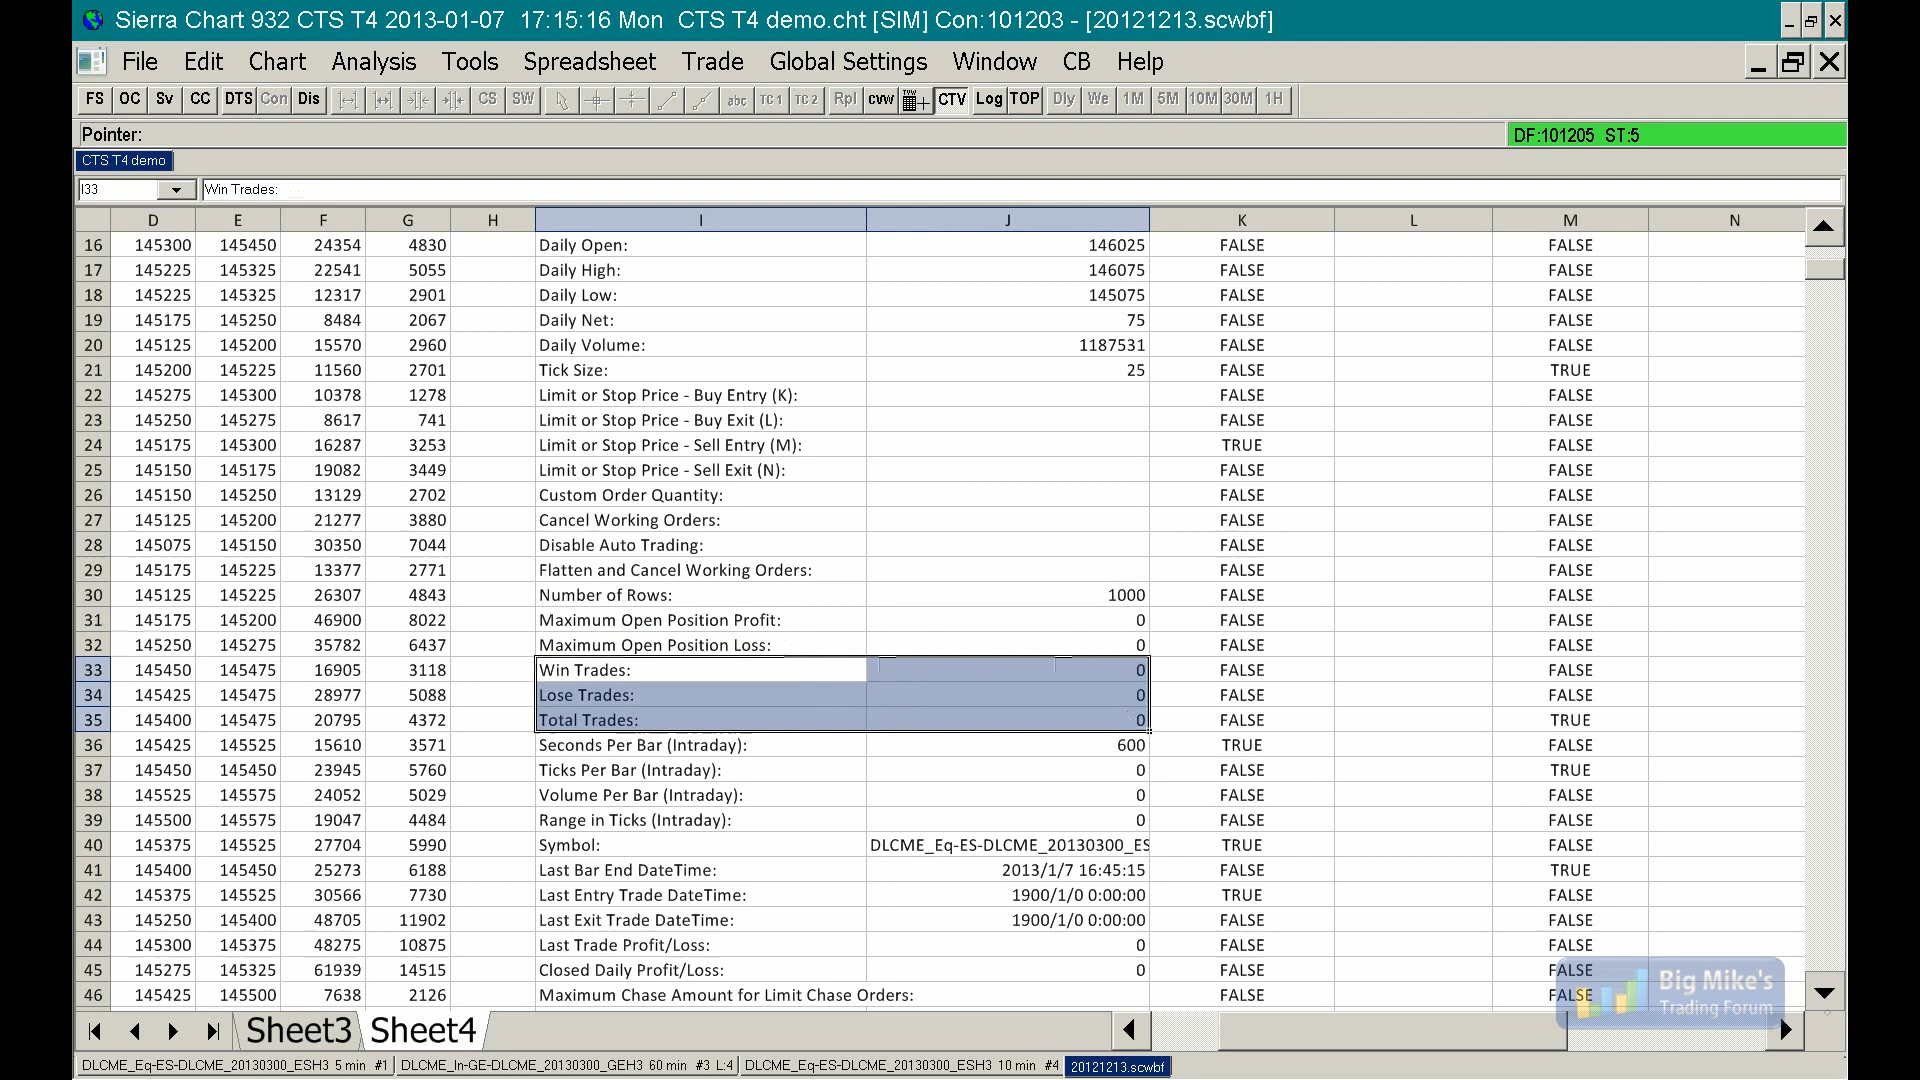 Sierra Chart 932 CTS T4 2013-01-07 17:15:16 Mon CTS T4 demo.cht [SIM] Con:101203 - [20121213.scwbf]
File Edit Chart Analysis Tools Spreadsheet Trade Global Settings Window CB Help
FS OC Sv CC DTS Con Dis CS SW abc TC 1 TC 2 Rpl CVW TVW CTV Log TOP Dly We 1M 5M 10M 30M 1H
Pointer: DF:101205 ST:5
CTS T4 demo
I33 Win Trades:
D E F G H I J K L M N
16 145300 145450 24354 4830 Daily Open: 146025 FALSE FALSE
17 145225 145325 22541 5055 Daily High: 146075 FALSE FALSE
18 145225 145325 12317 2901 Daily Low: 145075 FALSE FALSE
19 145175 145250 8484 2067 Daily Net: 75 FALSE FALSE
20 145125 145200 15570 2960 Daily Volume: 1187531 FALSE FALSE
21 145200 145225 11560 2701 Tick Size: 25 FALSE TRUE
22 145275 145300 10378 1278 Limit or Stop Price - Buy Entry (K): FALSE FALSE
23 145250 145275 8617 741 Limit or Stop Price - Buy Exit (L): FALSE FALSE
24 145175 145300 16287 3253 Limit or Stop Price - Sell Entry (M): TRUE FALSE
25 145150 145175 19082 3449 Limit or Stop Price - Sell Exit (N): FALSE FALSE
26 145150 145250 13129 2702 Custom Order Quantity: FALSE FALSE
27 145125 145200 21277 3880 Cancel Working Orders: FALSE FALSE
28 145075 145150 30350 7044 Disable Auto Trading: FALSE FALSE
29 145175 145225 13377 2771 Flatten and Cancel Working Orders: FALSE FALSE
30 145125 145225 26307 4843 Number of Rows: 1000 FALSE FALSE
31 145175 145200 46900 8022 Maximum Open Position Profit: 0 FALSE FALSE
32 145250 145275 35782 6437 Maximum Open Position Loss: 0 FALSE FALSE
33 145450 145475 16905 3118 Win Trades: 0 FALSE FALSE
34 145425 145475 28977 5088 Lose Trades: 0 FALSE FALSE
35 145400 145475 20795 4372 Total Trades: 0 FALSE TRUE
36 145425 145525 15610 3571 Seconds Per Bar (Intraday): 600 TRUE FALSE
37 145450 145450 23945 5760 Ticks Per Bar (Intraday): 0 FALSE TRUE
38 145525 145575 24052 5029 Volume Per Bar (Intraday): 0 FALSE FALSE
39 145500 145575 19047 4484 Range in Ticks (Intraday): 0 FALSE FALSE
40 145375 145525 27704 5990 Symbol: DLCME_Eq-ES-DLCME_20130300_ES TRUE FALSE
41 145400 145450 25273 6188 Last Bar End DateTime: 2013/1/7 16:45:15 FALSE TRUE
42 145375 145525 30566 7730 Last Entry Trade DateTime: 1900/1/0 0:00:00 TRUE FALSE
43 145250 145400 48705 11902 Last Exit Trade DateTime: 1900/1/0 0:00:00 FALSE FALSE
44 145300 145375 48275 10875 Last Trade Profit/Loss: 0 FALSE FALSE
45 145275 145325 61939 14515 Closed Daily Profit/Loss: 0 FALSE FALSE
46 145425 145500 7638 2126 Maximum Chase Amount for Limit Chase Orders: FALSE FALSE
Big Mike's
Trading Forum
Sheet3 Sheet4
DLCME_Eq-ES-DLCME_20130300_ESH3 5 min #1 DLCME_In-GE-DLCME_20130300_GEH3 60 min #3 L:4 DLCME_Eq-ES-DLCME_20130300_ESH3 10 min #4 20121213.scwbf